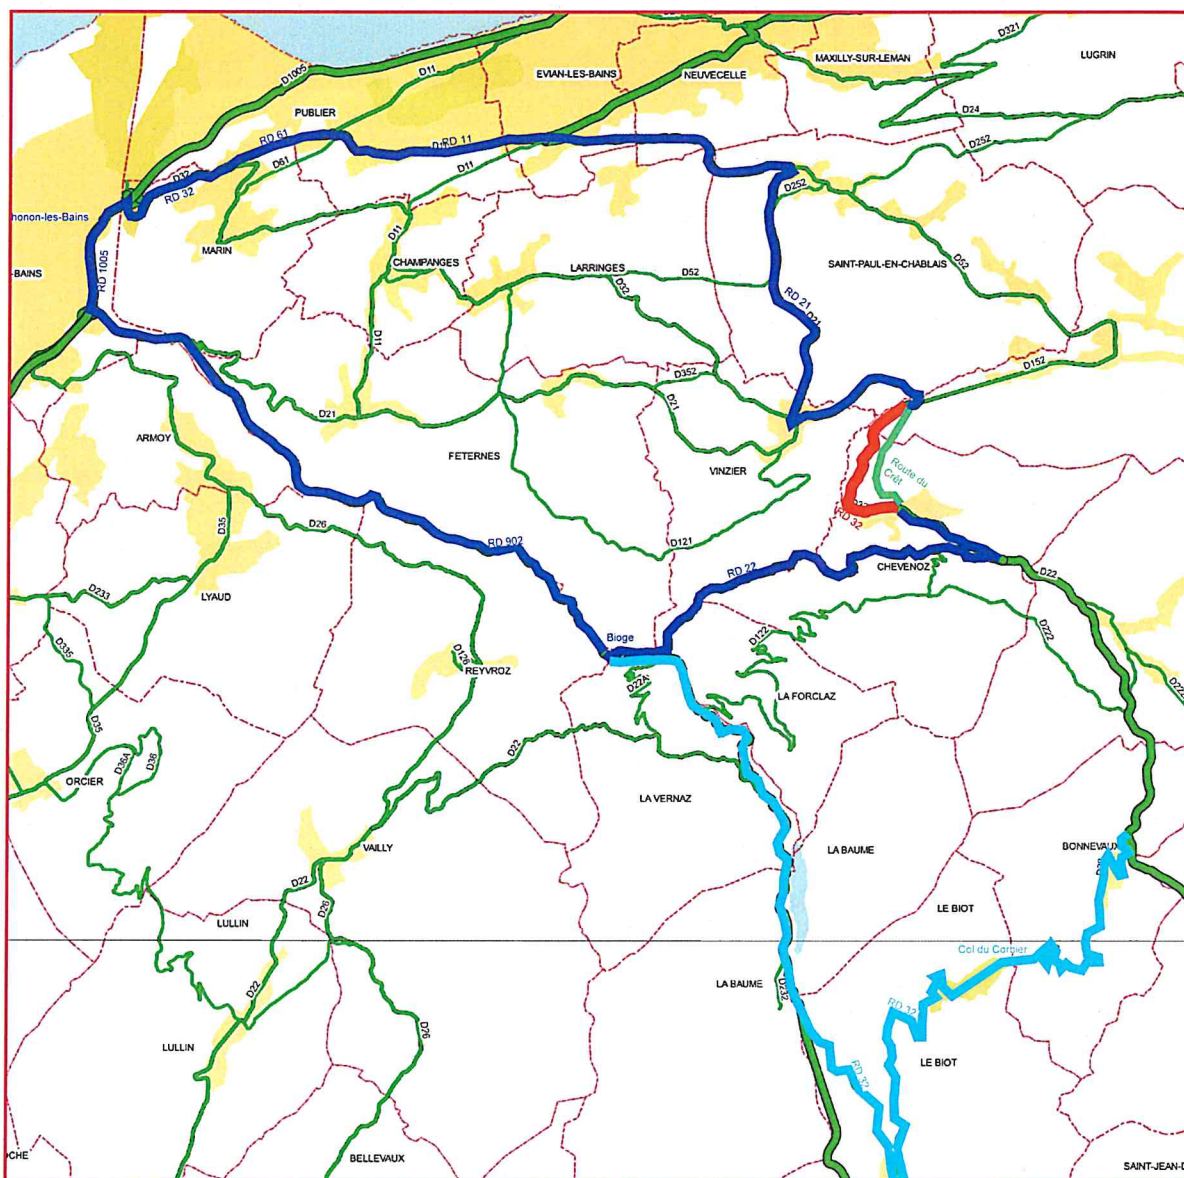 D321
LUGRIN
MAXILLY-SUR-LEMAN
D1005
D11
EVIAN-LES-BAINS
NEUVECELLE
PUBLIER
D24
RD 61
RD 11
D252
D61
D11
D32
RD 32
D252
honon-les-Bains
D11
MARIN
RD 1005
BAINS
CHAMPANGES
LARRINGES
D52
SAINT-PAUL-EN-CHABLAIS
D52
D32
RD 21
D21
D11
D152
D352
D21
D21
ARMOY
FETERNES
VINZIER
Route du
Crêt
RD 32
D35
D26
RD 902
D121
RD 22
CHEVENOZ
D22
D233
LYAUD
D222
D122
D335
Bioge
D126
REYVROZ
D22A
LA FORCLAZ
D222
D35
D22
D36A
D36
ORCIER
LA VERNAZ
VAILLY
LA BAUME
BONNEVAUX
D22
D26
LE BIOT
LULLIN
Col du Corbier
LA BAUME
D232
D22
RD 32
D26
LULLIN
LE BIOT
RD 32
OCHE
BELLEVAUX
SAINT-JEAN-D